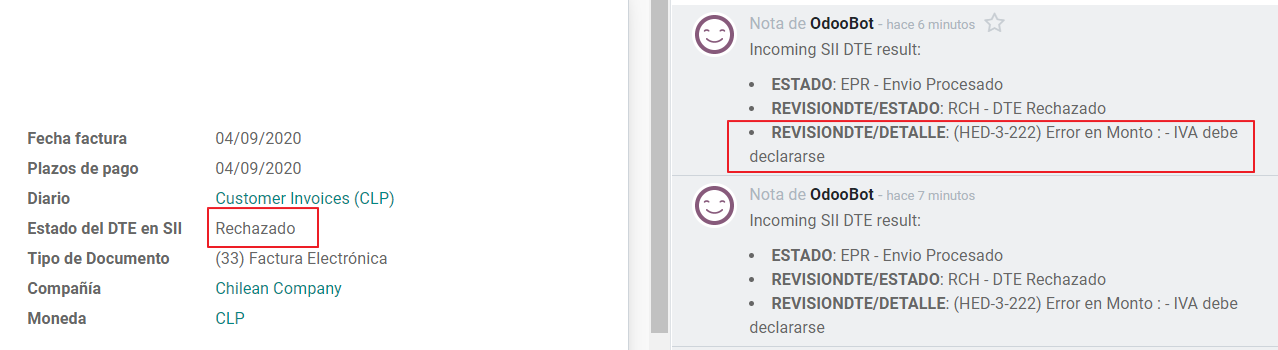 Fecha factura 04/09/2020
Plazos de pago 04/09/2020
Diario Customer Invoices (CLP)
Estado del DTE en SII Rechazado
Tipo de Documento (33) Factura Electrónica
Compañía Chilean Company
Moneda CLP
Nota de OdooBot - hace 6 minutos
Incoming SII DTE result:
• ESTADO: EPR - Envio Procesado
• REVISIONDTE/ESTADO: RCH - DTE Rechazado
• REVISIONDTE/DETALLE: (HED-3-222) Error en Monto : - IVA debe
declararse
Nota de OdooBot - hace 7 minutos
Incoming SII DTE result:
• ESTADO: EPR - Envio Procesado
• REVISIONDTE/ESTADO: RCH - DTE Rechazado
• REVISIONDTE/DETALLE: (HED-3-222) Error en Monto : - IVA debe
declararse